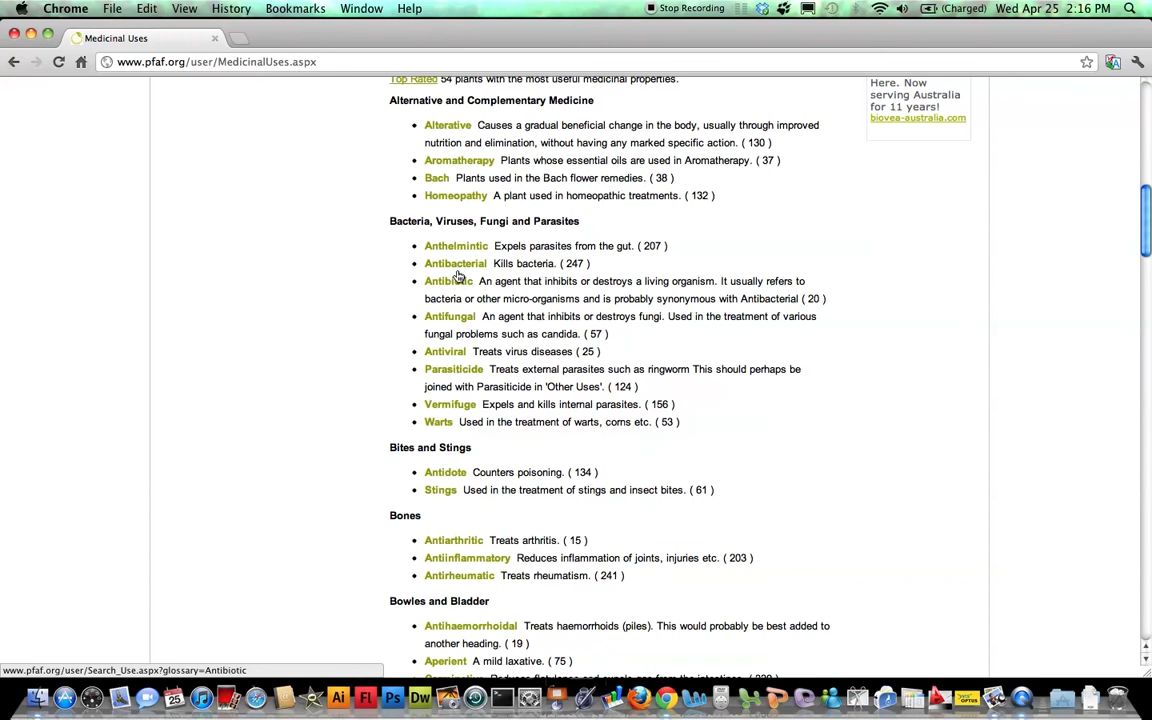 Chrome File Edit View History Bookmarks Window Help Stop Recording (Charged) Wed Apr 25 2:16 PM
Medicinal Uses
www.pfaf.org/user/MedicinalUses.aspx
Top Rated 54 plants with the most useful medicinal properties.
Here. Now
serving Australia
for 11 years!
biovea-australia.com
Alternative and Complementary Medicine
Alterative Causes a gradual beneficial change in the body, usually through improved
nutrition and elimination, without having any marked specific action. ( 130 )
Aromatherapy Plants whose essential oils are used in Aromatherapy. ( 37 )
Bach Plants used in the Bach flower remedies. ( 38 )
Homeopathy A plant used in homeopathic treatments. ( 132 )
Bacteria, Viruses, Fungi and Parasites
Anthelmintic Expels parasites from the gut. ( 207 )
Antibacterial Kills bacteria. ( 247 )
Antibiotic An agent that inhibits or destroys a living organism. It usually refers to
bacteria or other micro-organisms and is probably synonymous with Antibacterial ( 20 )
Antifungal An agent that inhibits or destroys fungi. Used in the treatment of various
fungal problems such as candida. ( 57 )
Antiviral Treats virus diseases ( 25 )
Parasiticide Treats external parasites such as ringworm This should perhaps be
joined with Parasiticide in 'Other Uses'. ( 124 )
Vermifuge Expels and kills internal parasites. ( 156 )
Warts Used in the treatment of warts, corns etc. ( 53 )
Bites and Stings
Antidote Counters poisoning. ( 134 )
Stings Used in the treatment of stings and insect bites. ( 61 )
Bones
Antiarthritic Treats arthritis. ( 15 )
Antiinflammatory Reduces inflammation of joints, injuries etc. ( 203 )
Antirheumatic Treats rheumatism. ( 241 )
Bowles and Bladder
Antihaemorrhoidal Treats haemorrhoids (piles). This would probably be best added to
another heading. ( 19 )
Aperient A mild laxative. ( 75 )
www.pfaf.org/user/Search_Use.aspx?glossary=Antibiotic
25 Ai Fl Ps Dw OPTUS